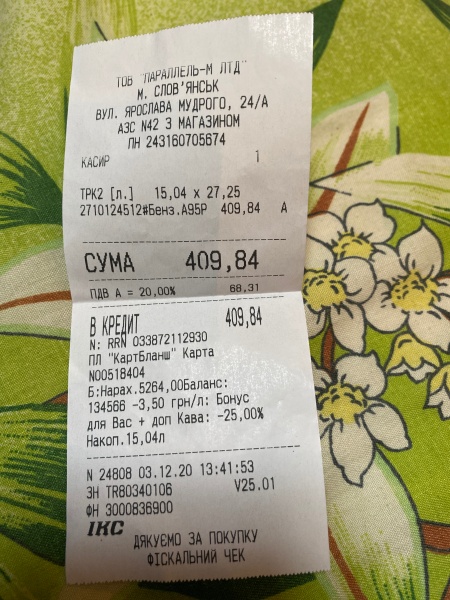 ТОВ "ПАРАЛЛЕЛЬ-М ЛТД"
М. СЛОВ'ЯНСЬК
ВУЛ. ЯРОСЛАВА МУДРОГО, 24/А
АЗС N42 З МАГАЗИНОМ
ПН 243160705674
КАСИР 1
ТРК2 [л.] 15,04 x 27,25
2710124512#Бенз.А95Р 409,84 А
СУМА 409,84
ПДВ А = 20,00% 68,31
В КРЕДИТ 409,84
N: RRN 033872112930
ПЛ "КартБланш" Карта
N00518404
Б:Нарах.5264,00Баланс:
134566 -3,50 грн/л: Бонус
для Вас + доп Кава: -25,00%
Накоп.15,04л
N 24808 03.12.20 13:41:53
ЗН TR80340106 V25.01
ФН 3000836900
ІКС ДЯКУЄМО ЗА ПОКУПКУ
ФІСКАЛЬНИЙ ЧЕК